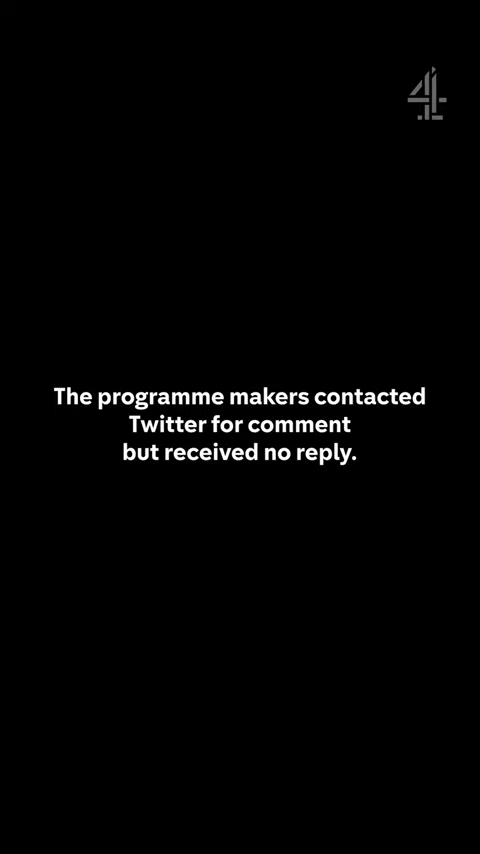 The programme makers contacted
Twitter for comment
but received no reply.